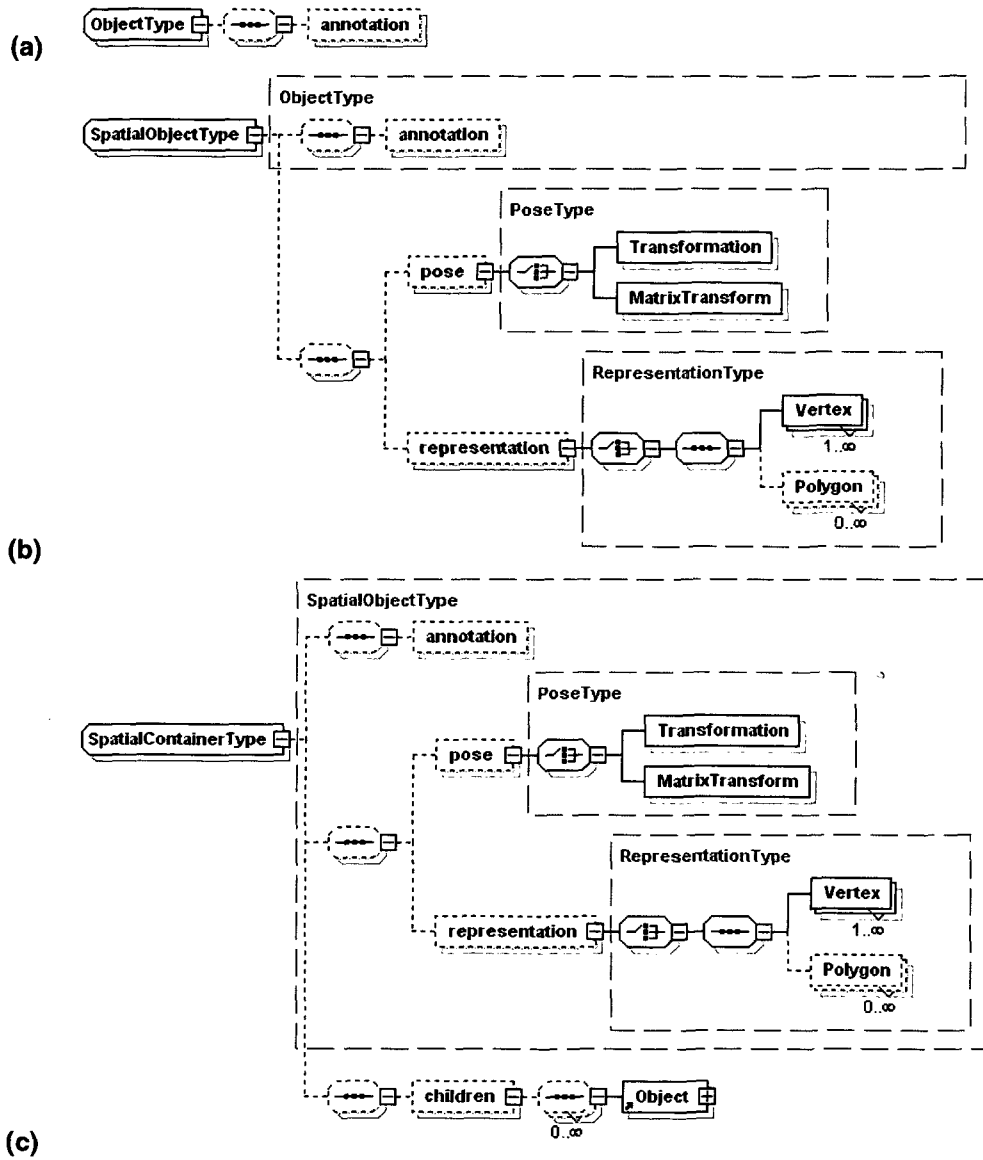 ObjectType
annotation
(a)
ObjectType
SpatialObjectType
annotation
PoseType
Transformation
pose
MatrixTransform
RepresentationType
Vertex
1..∞
representation
Polygon
0..∞
(b)
SpatialObjectType
annotation
PoseType
Transformation
SpatialContainerType
pose
MatrixTransform
RepresentationType
Vertex
1..∞
representation
Polygon
0..∞
children
Object
0..∞
(c)